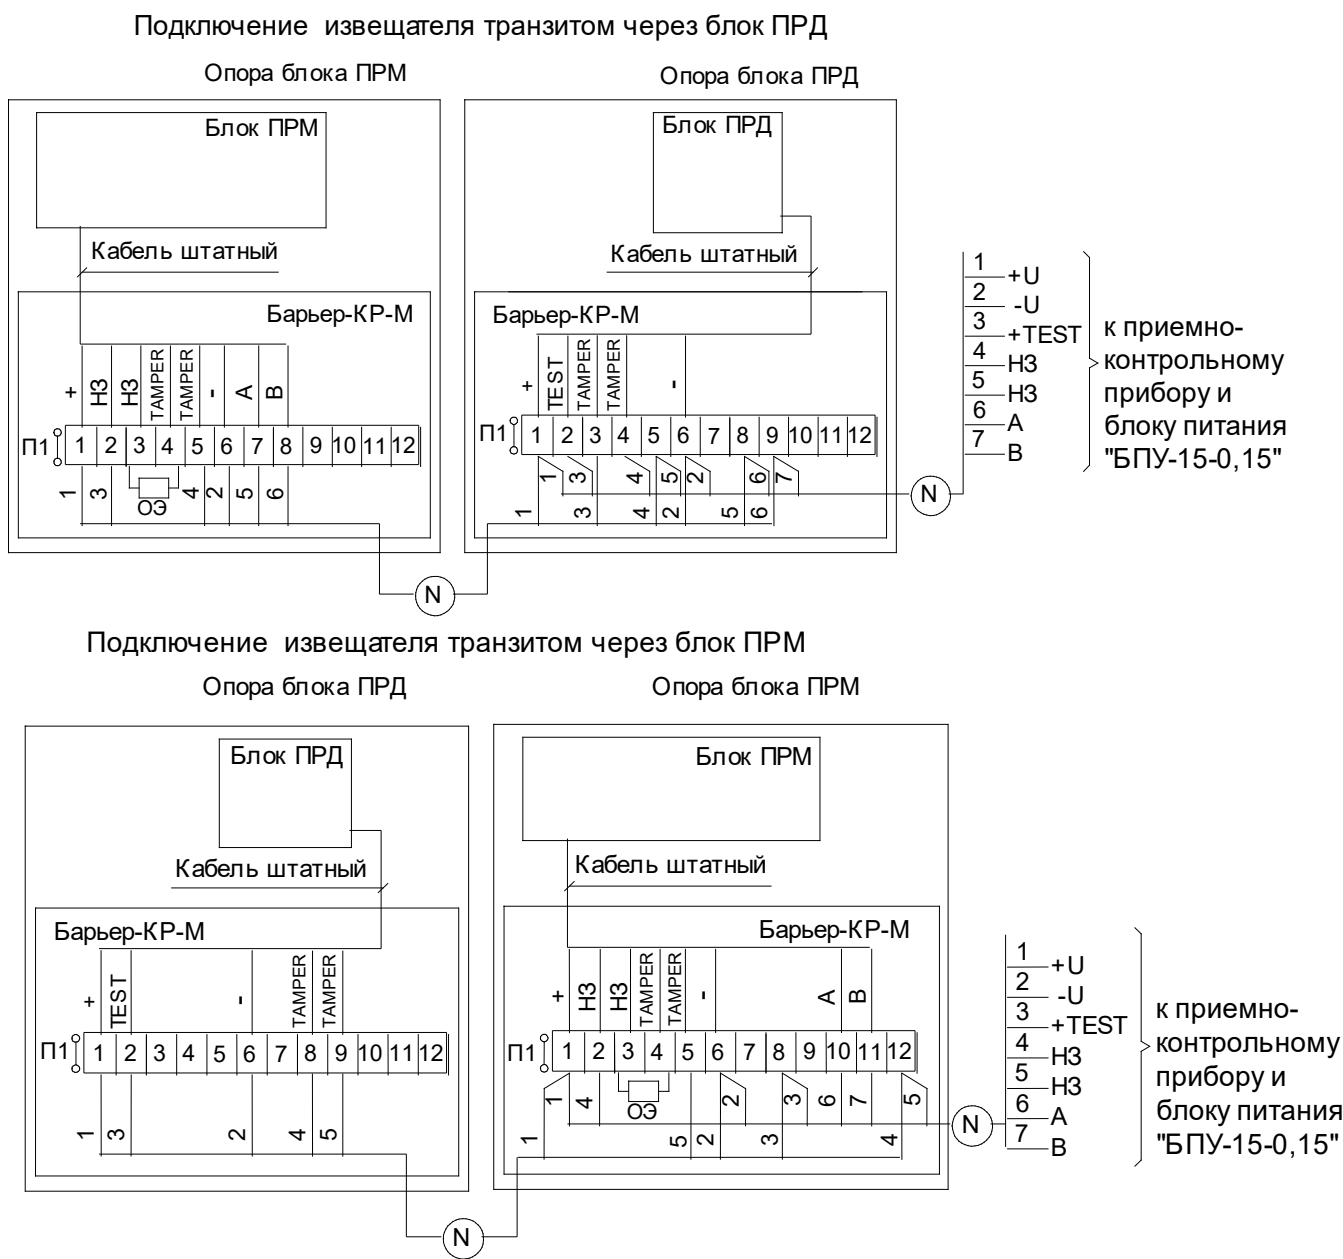 Подключение извещателя транзитом через блок ПРД
Опора блока ПРМ
Опора блока ПРД
Блок ПРМ
Блок ПРД
Кабель штатный
Кабель штатный
Барьер-КР-М
Барьер-КР-М
+ НЗ НЗ TAMPER TAMPER - A B
+ TEST TAMPER TAMPER -
П1 1 2 3 4 5 6 7 8 9 10 11 12
П1 1 2 3 4 5 6 7 8 9 10 11 12
1 3 ОЭ 4 2 5 6
1 3 4 5 2 6 7
1 3 4 2 5 6
N
N
1 +U
2 -U
3 +TEST
4 НЗ
5 НЗ
6 A
7 B
к приемно-
контрольному
прибору и
блоку питания
"БПУ-15-0,15"
Подключение извещателя транзитом через блок ПРМ
Опора блока ПРД
Опора блока ПРМ
Блок ПРД
Блок ПРМ
Кабель штатный
Кабель штатный
Барьер-КР-М
Барьер-КР-М
+ TEST - TAMPER TAMPER
+ НЗ НЗ TAMPER TAMPER - A B
П1 1 2 3 4 5 6 7 8 9 10 11 12
П1 1 2 3 4 5 6 7 8 9 10 11 12
1 3 2 4 5
1 4 ОЭ 2 3 6 7 5
1 5 2 3 4
N
N
1 +U
2 -U
3 +TEST
4 НЗ
5 НЗ
6 A
7 B
к приемно-
контрольному
прибору и
блоку питания
"БПУ-15-0,15"